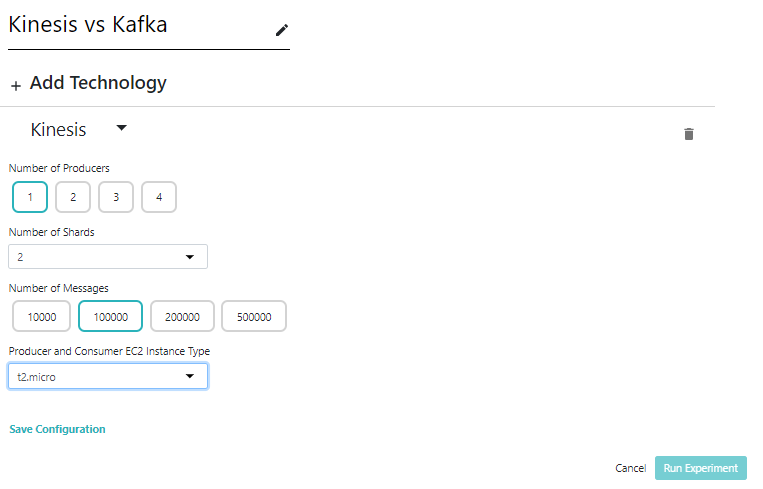 Kinesis vs Kafka
+ Add Technology
Kinesis
Number of Producers
1 2 3 4
Number of Shards
2
Number of Messages
10000 100000 200000 500000
Producer and Consumer EC2 Instance Type
t2.micro
Save Configuration
Cancel Run Experiment